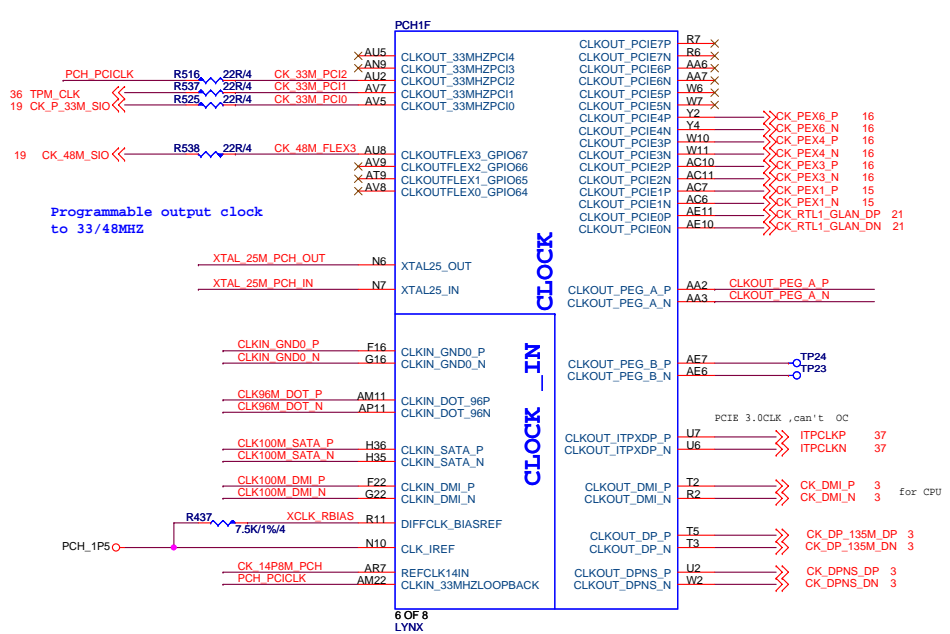 PCH1F
AU5 CLKOUT_33MHZPCI4
AN9 CLKOUT_33MHZPCI3
PCH_PCICLK R516 22R/4 CK_33M_PCI2 AU2 CLKOUT_33MHZPCI2
36 TPM_CLK R537 22R/4 CK_33M_PCI1 AV7 CLKOUT_33MHZPCI1
19 CK_P_33M_SIO R525 22R/4 CK_33M_PCI0 AV5 CLKOUT_33MHZPCI0
19 CK_48M_SIO R538 22R/4 CK_48M_FLEX3 AU8 CLKOUTFLEX3_GPIO67
AV9 CLKOUTFLEX2_GPIO66
AT9 CLKOUTFLEX1_GPIO65
AV8 CLKOUTFLEX0_GPIO64
Programmable output clock
to 33/48MHZ
XTAL_25M_PCH_OUT N6 XTAL25_OUT
XTAL_25M_PCH_IN N7 XTAL25_IN
CLOCK
CLKIN_GND0_P F16 CLKIN_GND0_P
CLKIN_GND0_N G16 CLKIN_GND0_N
CLK96M_DOT_P AM11 CLKIN_DOT_96P
CLK96M_DOT_N AP11 CLKIN_DOT_96N
CLK100M_SATA_P H36 CLKIN_SATA_P
CLK100M_SATA_N H35 CLKIN_SATA_N
CLK100M_DMI_P F22 CLKIN_DMI_P
CLK100M_DMI_N G22 CLKIN_DMI_N
R437 7.5K/1%/4 XCLK_RBIAS R11 DIFFCLK_BIASREF
PCH_1P5 N10 CLK_IREF
CK_14P8M_PCH AR7 REFCLK14IN
PCH_PCICLK AM22 CLKIN_33MHZLOOPBACK
CLOCK _IN
CLKOUT_PCIE7P R7
CLKOUT_PCIE7N R6
CLKOUT_PCIE6P AA6
CLKOUT_PCIE6N AA7
CLKOUT_PCIE5P W6
CLKOUT_PCIE5N W7
CLKOUT_PCIE4P Y2 CK_PEX6_P 16
CLKOUT_PCIE4N Y4 CK_PEX6_N 16
CLKOUT_PCIE3P W10 CK_PEX4_P 16
CLKOUT_PCIE3N W11 CK_PEX4_N 16
CLKOUT_PCIE2P AC10 CK_PEX3_P 16
CLKOUT_PCIE2N AC11 CK_PEX3_N 16
CLKOUT_PCIE1P AC7 CK_PEX1_P 15
CLKOUT_PCIE1N AC6 CK_PEX1_N 15
CLKOUT_PCIE0P AE11 CK_RTL1_GLAN_DP 21
CLKOUT_PCIE0N AE10 CK_RTL1_GLAN_DN 21
CLKOUT_PEG_A_P AA2 CLKOUT_PEG_A_P
CLKOUT_PEG_A_N AA3 CLKOUT_PEG_A_N
CLKOUT_PEG_B_P AE7 TP24
CLKOUT_PEG_B_N AE6 TP23
PCIE 3.0CLK ,can't OC
CLKOUT_ITPXDP_P U7 ITPCLKP 37
CLKOUT_ITPXDP_N U6 ITPCLKN 37
CLKOUT_DMI_P T2 CK_DMI_P 3
CLKOUT_DMI_N R2 CK_DMI_N 3
for CPU
CLKOUT_DP_P T5 CK_DP_135M_DP 3
CLKOUT_DP_N T3 CK_DP_135M_DN 3
CLKOUT_DPNS_P U2 CK_DPNS_DP 3
CLKOUT_DPNS_N W2 CK_DPNS_DN 3
6 OF 8
LYNX